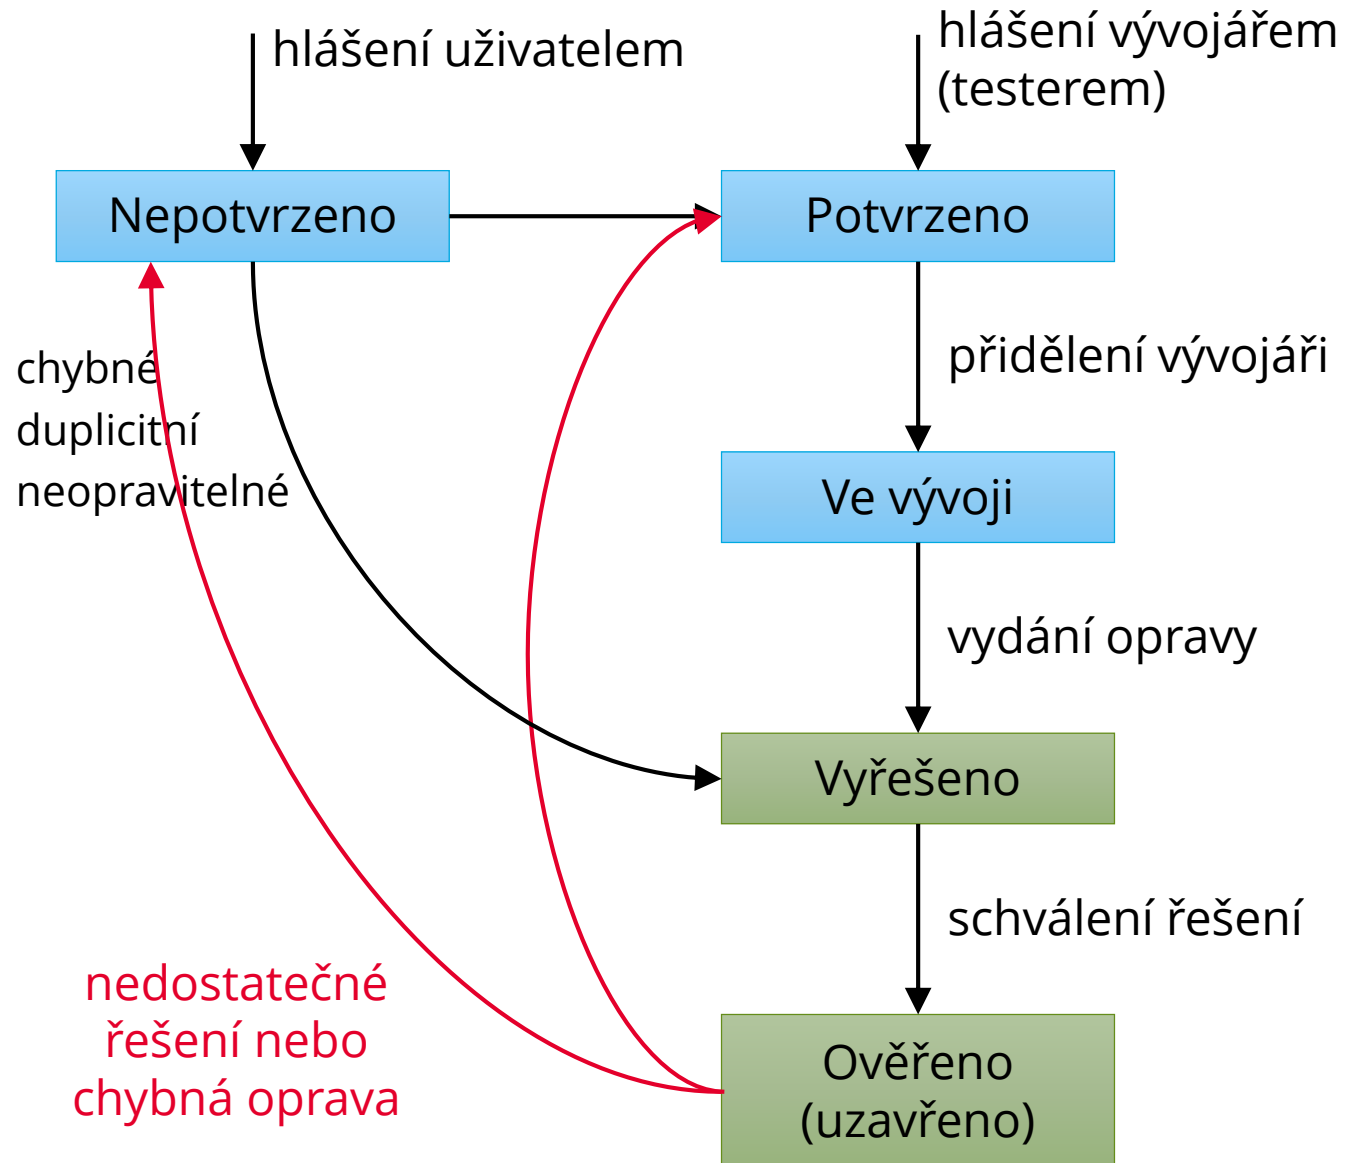 hlášení uživatelem
hlášení vývojářem
(testerem)
Nepotvrzeno
Potvrzeno
přidělení vývojáři
chybné
duplicitní
neopravitelné
Ve vývoji
vydání opravy
Vyřešeno
schválení řešení
nedostatečné
řešení nebo
chybná oprava
Ověřeno
(uzavřeno)